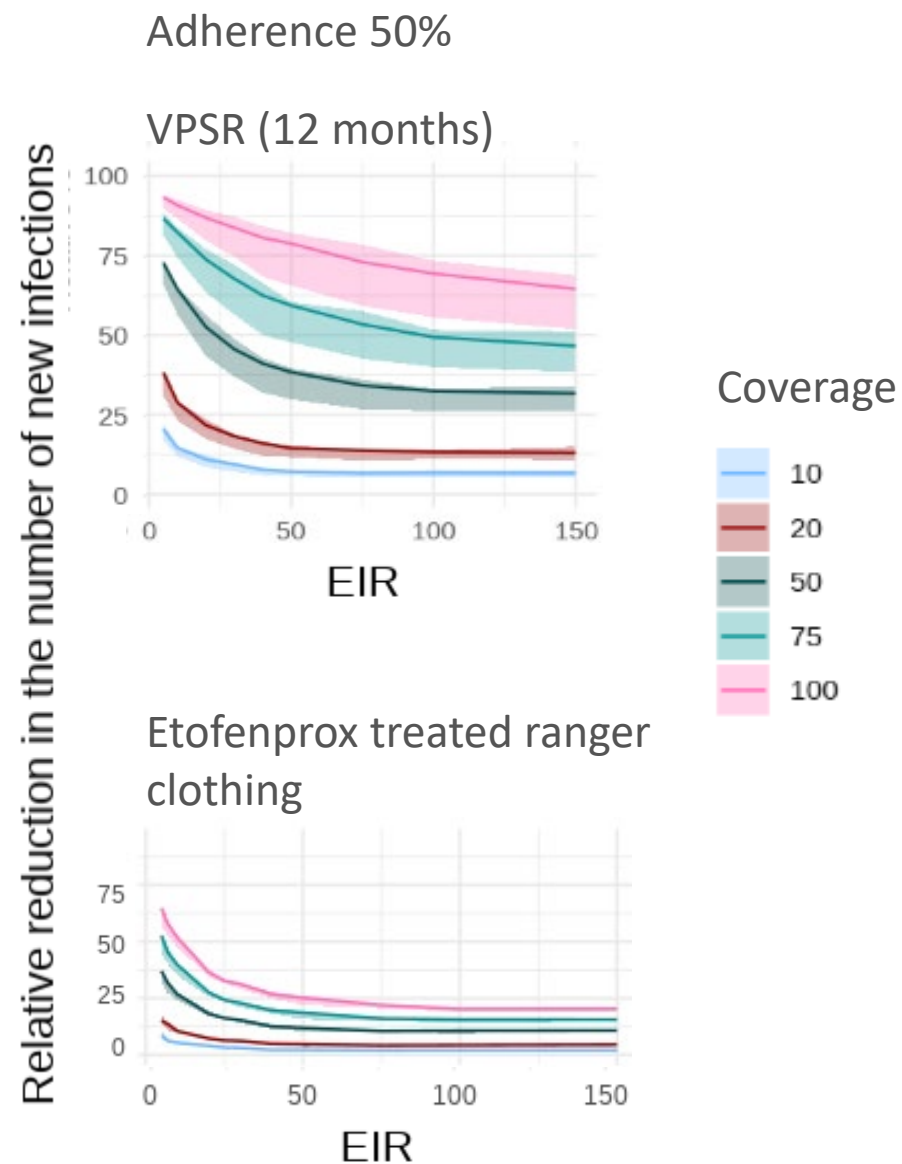 Adherence 50%
VPSR (12 months)
Relative reduction in the number of new infections
100
75
50
25
0
0 50 100 150
EIR
Coverage
10
20
50
75
100
Etofenprox treated ranger
clothing
75
50
25
0
0 50 100 150
EIR